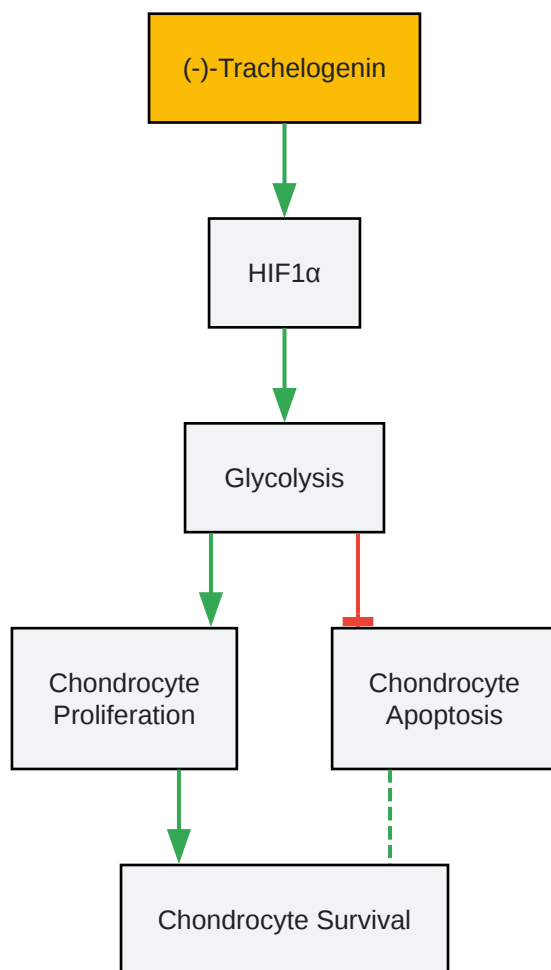 (-)-Trachelogenin
HIF1α
Glycolysis
Chondrocyte
Proliferation
Chondrocyte
Apoptosis
Chondrocyte Survival